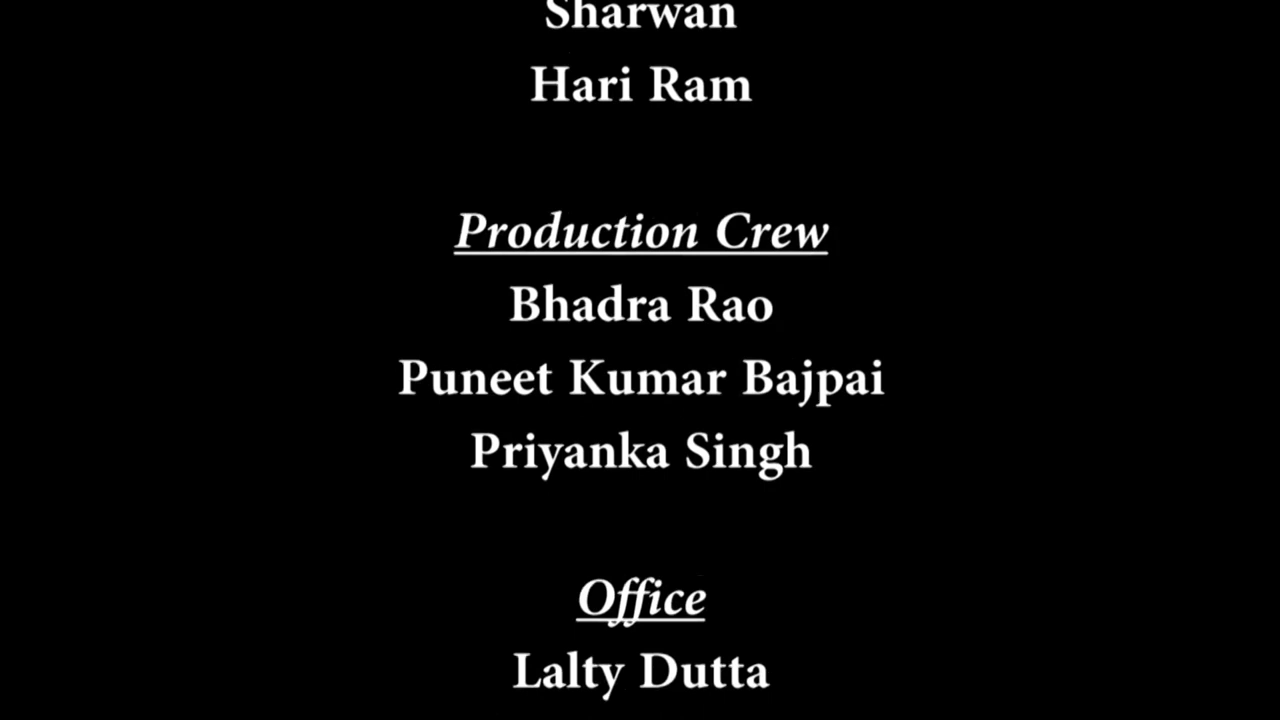 Sharwan
Hari Ram
Production Crew
Bhadra Rao
Puneet Kumar Bajpai
Priyanka Singh
Office
Lalty Dutta